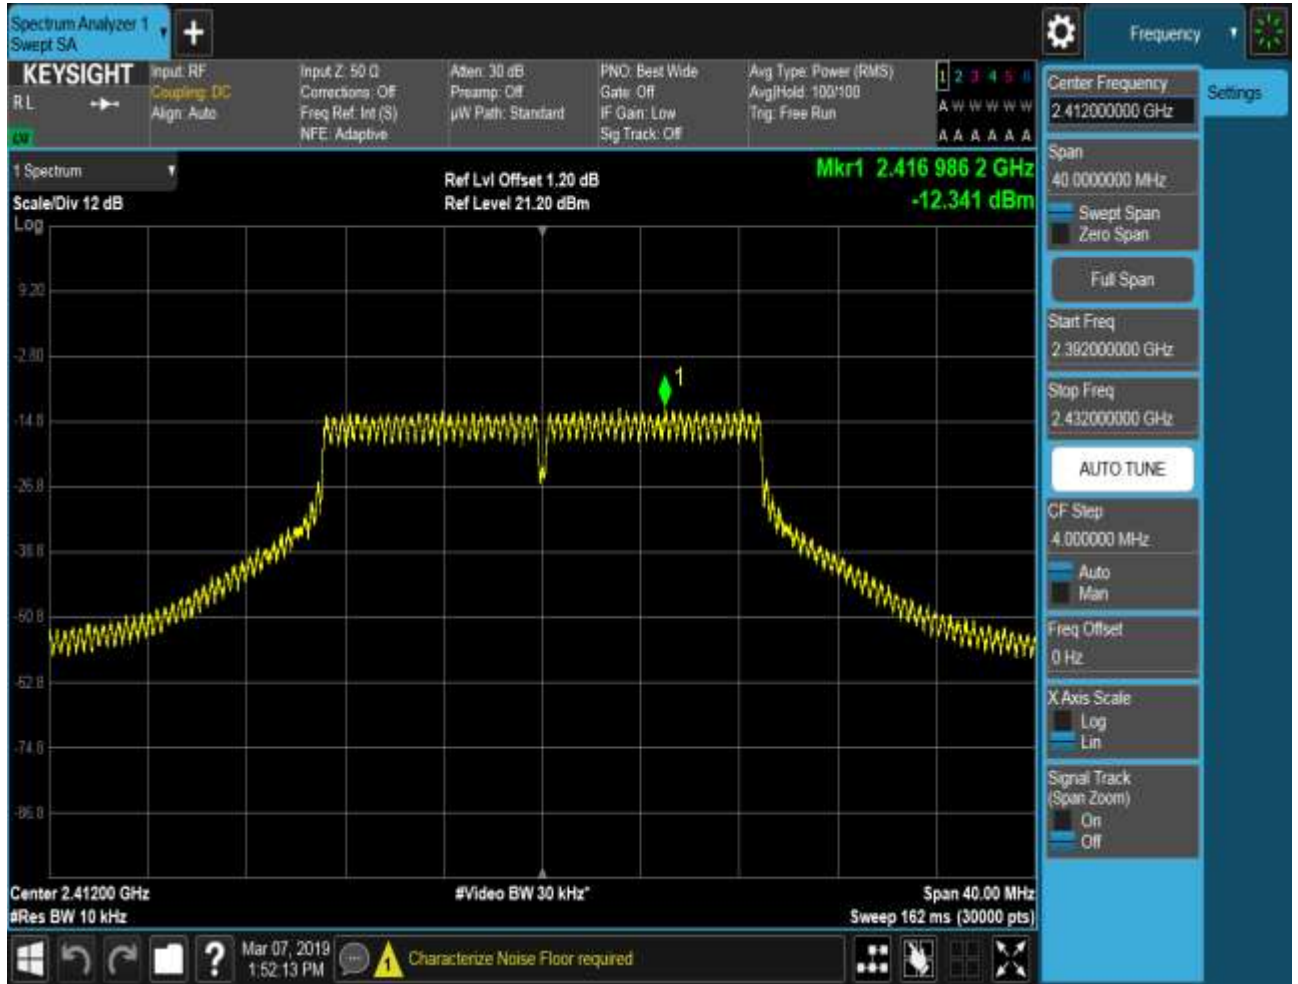 Spectrum Analyzer 1
Swept SA
+
Frequency
KEYSIGHT
RL
Input: RF
Coupling: DC
Align: Auto
Input Z: 50 Ω
Corrections: Off
Freq Ref: Int (S)
NFE: Adaptive
Atten: 30 dB
Preamp: Off
µW Path: Standard
PNO: Best Wide
Gate: Off
IF Gain: Low
Sig Track: Off
Avg Type: Power (RMS)
Avg|Hold: 100/100
Trig: Free Run
1 2 3 4 5 6
A W W W W W
A A A A A A
1 Spectrum
Scale/Div 12 dB
Ref Lvl Offset 1.20 dB
Ref Level 21.20 dBm
Mkr1 2.416 986 2 GHz
-12.341 dBm
Log
9.20
-2.80
-14.8
-26.8
-38.8
-50.8
-62.8
-74.8
-86.8
1
Center 2.41200 GHz
#Res BW 10 kHz
#Video BW 30 kHz*
Span 40.00 MHz
Sweep 162 ms (30000 pts)
Settings
Center Frequency
2.412000000 GHz
Span
40.0000000 MHz
Swept Span
Zero Span
Full Span
Start Freq
2.392000000 GHz
Stop Freq
2.432000000 GHz
AUTO TUNE
CF Step
4.000000 MHz
Auto
Man
Freq Offset
0 Hz
X Axis Scale
Log
Lin
Signal Track
(Span Zoom)
On
Off
?
Mar 07, 2019
1:52:13 PM
1
Characterize Noise Floor required